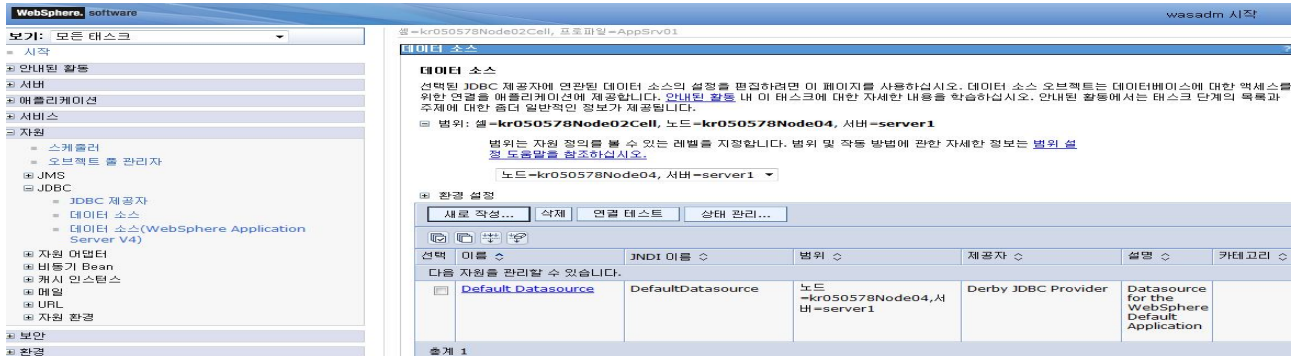 WebSphere. software
wasadm 시작
보기: 모든 태스크
시작
안내된 활동
서버
애플리케이션
서비스
자원
스케줄러
오브젝트 풀 관리자
JMS
JDBC
JDBC 제공자
데이터 소스
데이터 소스(WebSphere Application
Server V4)
자원 어댑터
비동기 Bean
캐시 인스턴스
메일
URL
자원 환경
보안
환경
셀=kr050578Node02Cell, 프로파일=AppSrv01
데이터 소스
?
데이터 소스
선택된 JDBC 제공자에 연관된 데이터 소스의 설정을 편집하려면 이 페이지를 사용하십시오. 데이터 소스 오브젝트는 데이터베이스에 대한 액세스를
위한 연결을 애플리케이션에 제공합니다. 안내된 활동 내 이 태스크에 대한 자세한 내용을 학습하십시오. 안내된 활동에서는 태스크 단계의 목록과
주제에 대한 좀더 일반적인 정보가 제공됩니다.
범위: 셀=kr050578Node02Cell, 노드=kr050578Node04, 서버=server1
범위는 자원 정의를 볼 수 있는 레벨을 지정합니다. 범위 및 작동 방법에 관한 자세한 정보는 범위 설
정 도움말을 참조하십시오.
노드=kr050578Node04, 서버=server1
환경 설정
새로 작성... 삭제 연결 테스트 상태 관리...
선택 이름 JNDI 이름 범위 제공자 설명 카테고리
다음 자원을 관리할 수 있습니다.
Default Datasource
DefaultDatasource
노드
=kr050578Node04,서
버=server1
Derby JDBC Provider
Datasource
for the
WebSphere
Default
Application
총계 1